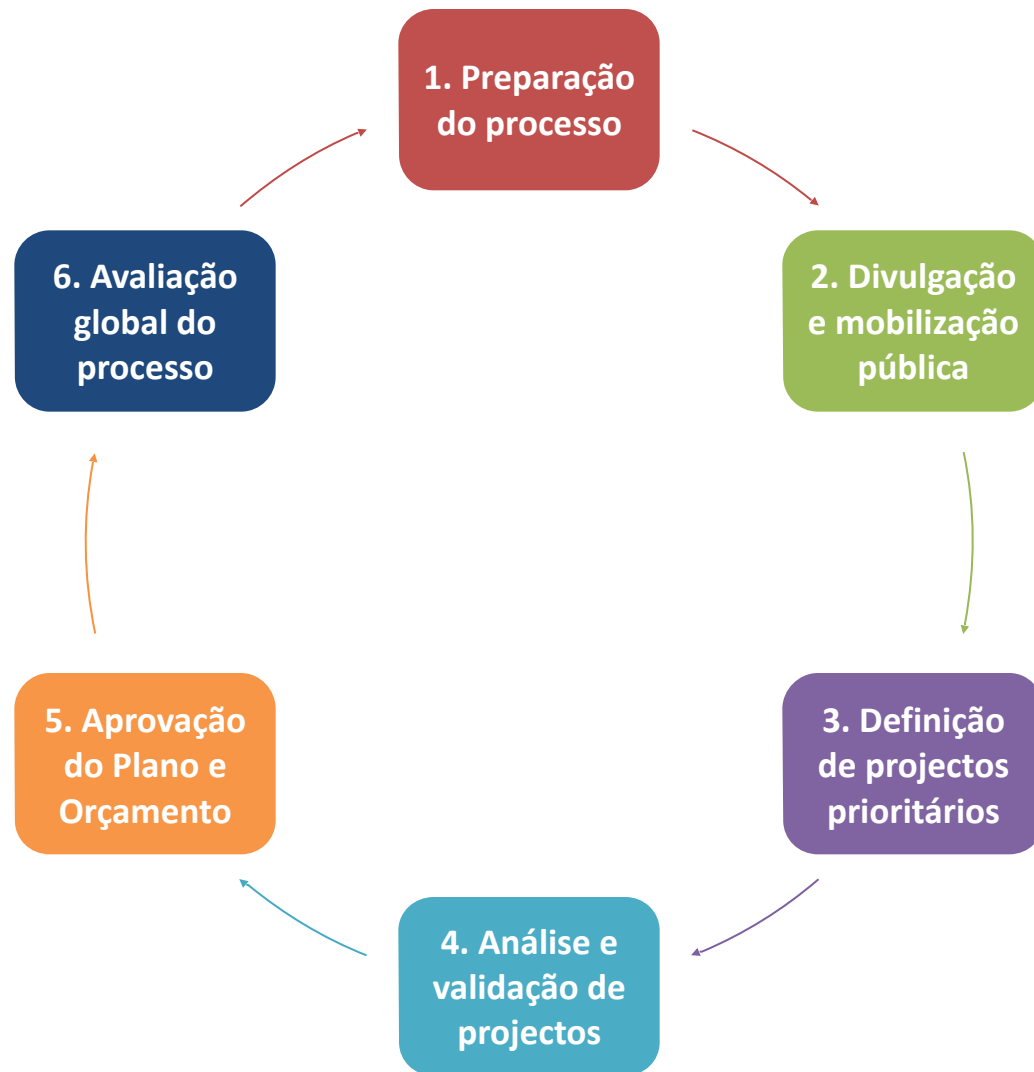 1. Preparação
do processo
2. Divulgação
e mobilização
pública
3. Definição
de projectos
prioritários
4. Análise e
validação de
projectos
5. Aprovação
do Plano e
Orçamento
6. Avaliação
global do
processo